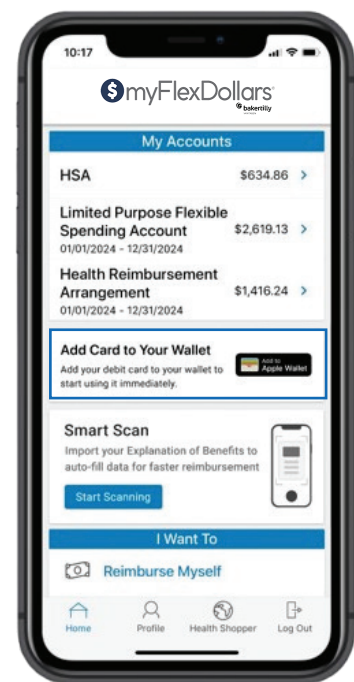 10:17
$myFlexDollars
bakertilly
My Accounts
HSA $634.86 >
Limited Purpose Flexible
Spending Account $2,619.13 >
01/01/2024 - 12/31/2024
Health Reimbursement
Arrangement $1,416.24 >
01/01/2024 - 12/31/2024
Add Card to Your Wallet
Add your debit card to your wallet to
start using it immediately.
Add to
Apple Wallet
Smart Scan
Import your Explanation of Benefits to
auto-fill data for faster reimbursement
Start Scanning
I Want To
Reimburse Myself
Home Profile Health Shopper Log Out